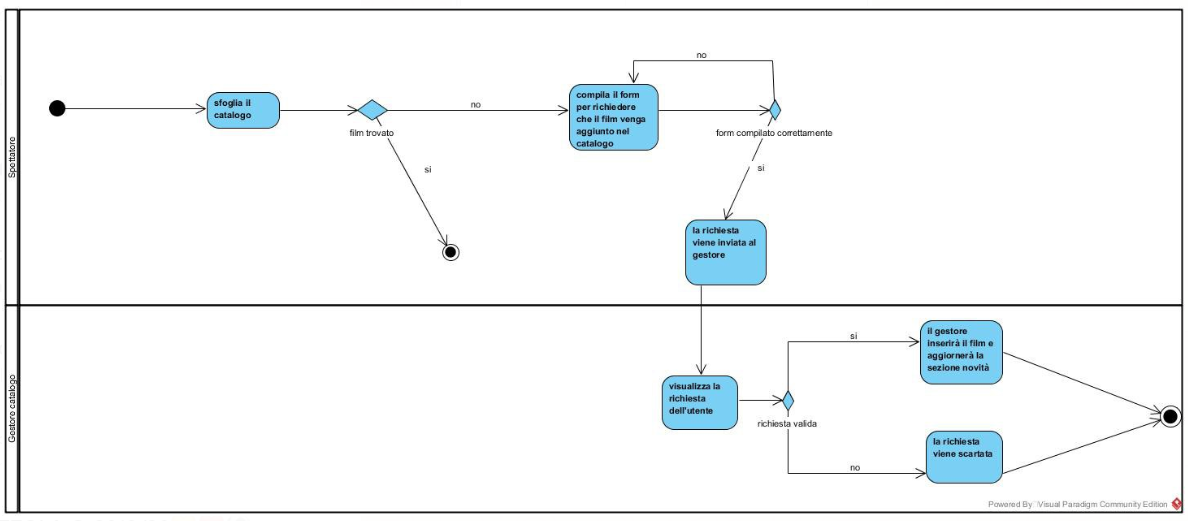 Spettatore
sfoglia il
catalogo
film trovato
no
si
compila il form
per richiedere
che il film venga
aggiunto nel
catalogo
no
form compilato correttamente
si
la richiesta
viene inviata al
gestore
Gestore catalogo
visualizza la
richiesta
dell'utente
richiesta valida
si
il gestore
inserirà il film e
aggiornerà la
sezione novità
no
la richiesta
viene scartata
Powered By: Visual Paradigm Community Edition